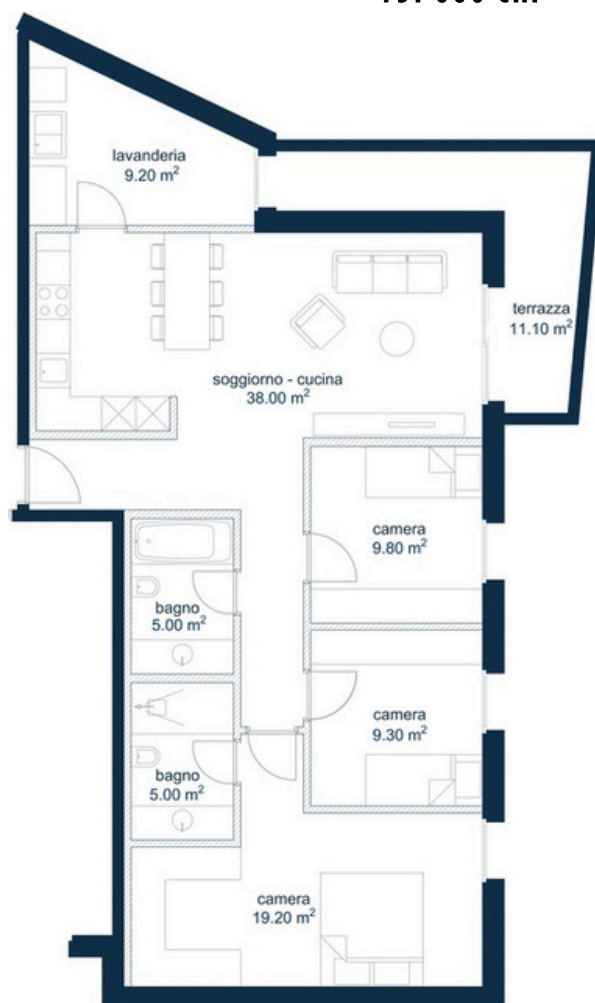 lavanderia
9.20 m²
terrazza
11.10 m²
soggiorno - cucina
38.00 m²
camera
9.80 m²
bagno
5.00 m²
camera
9.30 m²
bagno
5.00 m²
camera
19.20 m²